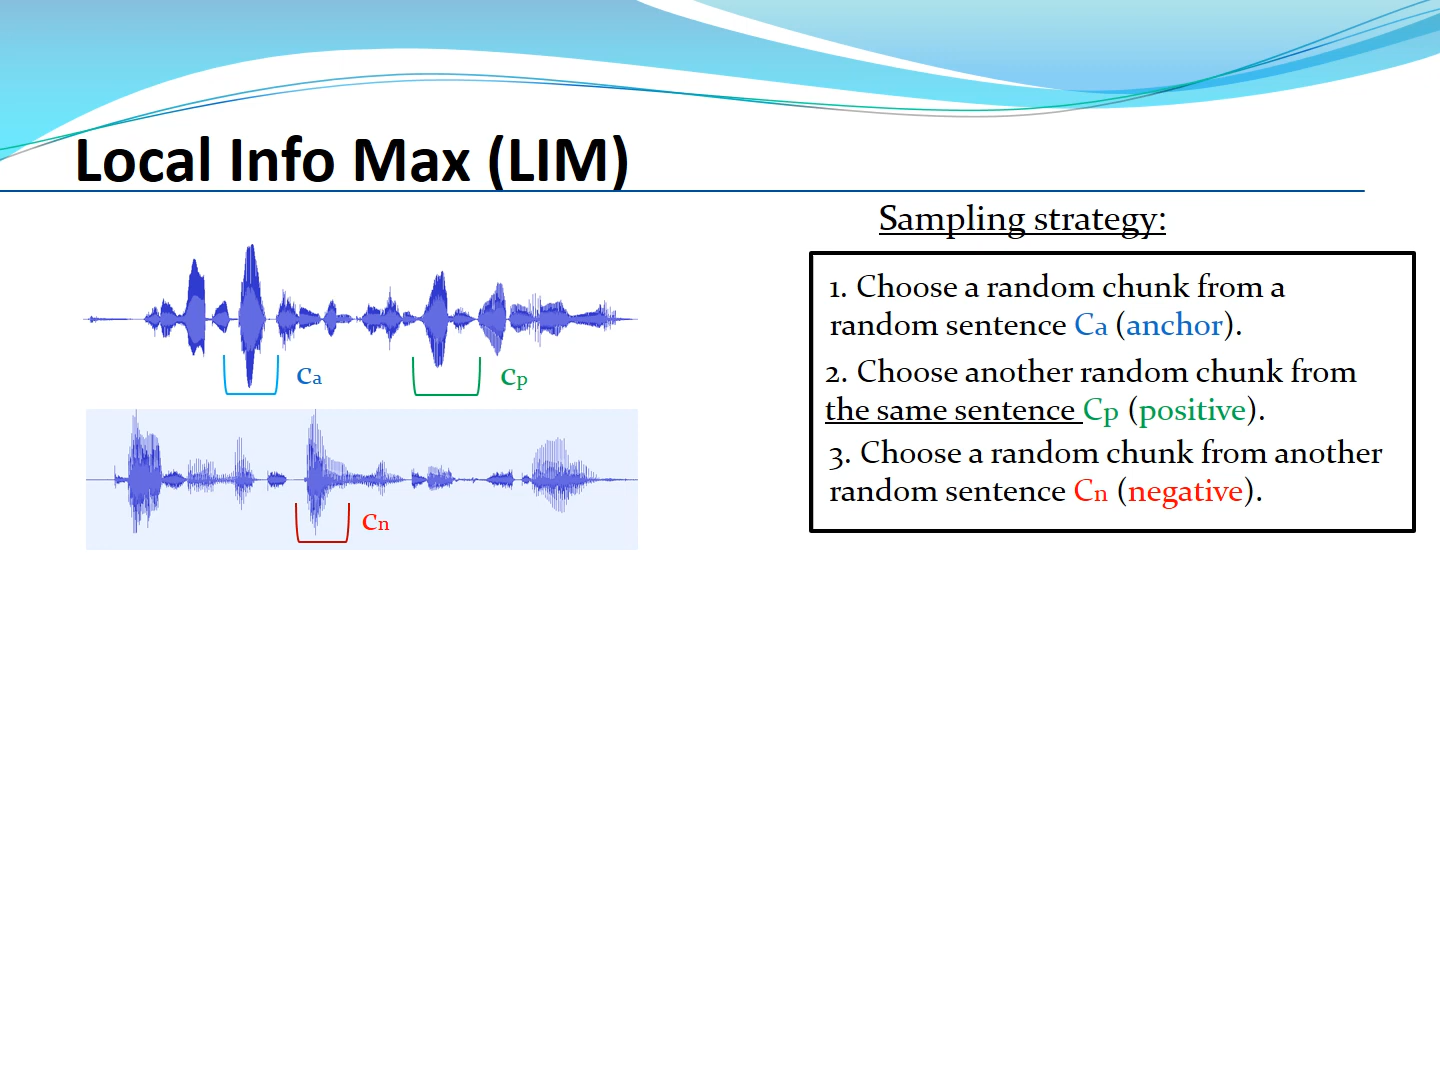 Local Info Max (LIM)
Sampling strategy:
1. Choose a random chunk from a
random sentence Ca (anchor).
2. Choose another random chunk from
the same sentence Cp (positive).
3. Choose a random chunk from another
random sentence Cn (negative).
ca
cp
cn